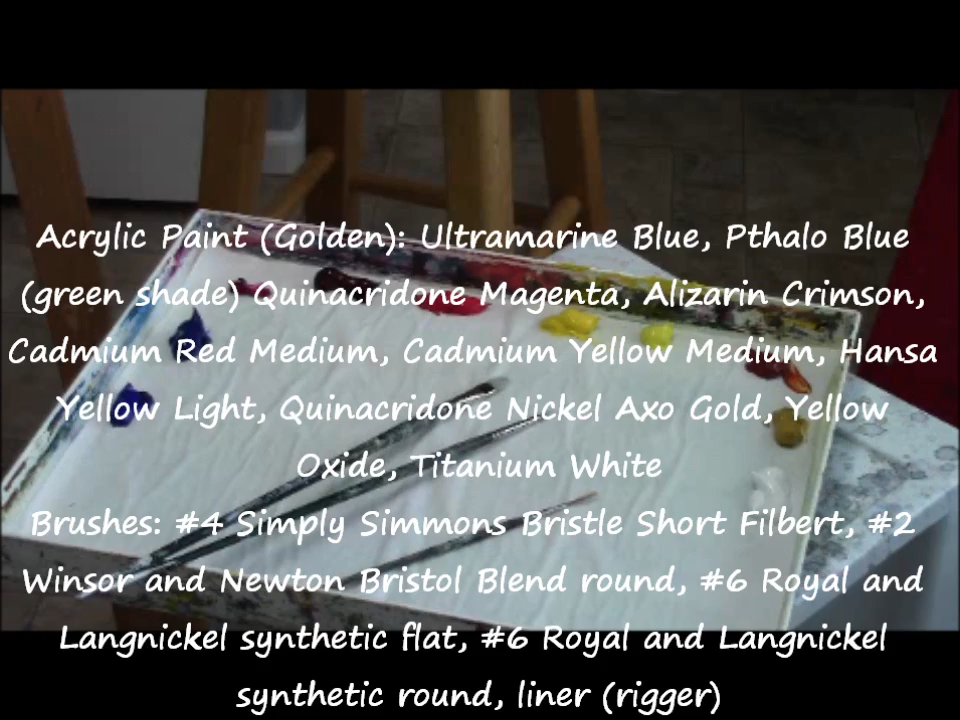 Acrylic Paint (Golden): Ultramarine Blue, Pthalo Blue
(green shade) Quinacridone Magenta, Alizarin Crimson,
Cadmium Red Medium, Cadmium Yellow Medium, Hansa
Yellow Light, Quinacridone Nickel Axo Gold, Yellow
Oxide, Titanium White
Brushes: #4 Simply Simmons Bristle Short Filbert, #2
Winsor and Newton Bristol Blend round, #6 Royal and
Langnickel synthetic flat, #6 Royal and Langnickel
synthetic round, liner (rigger)